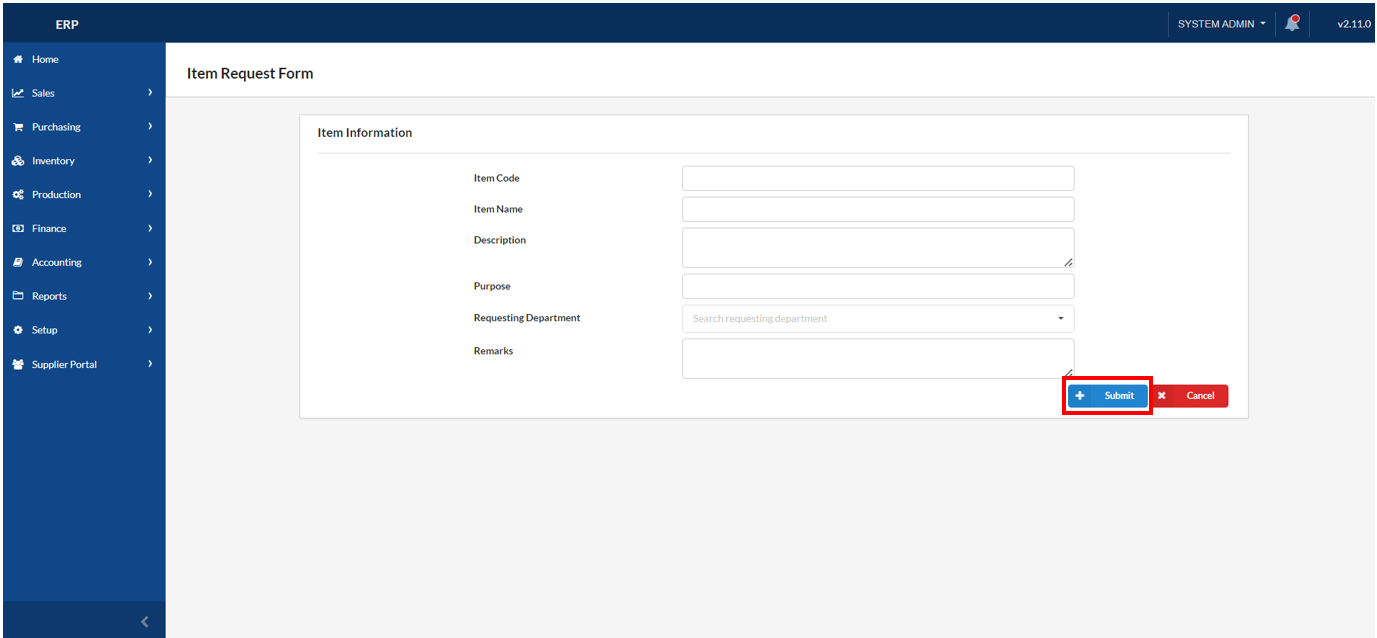 ERP
SYSTEM ADMIN
v2.11.0
Home
Sales
Purchasing
Inventory
Production
Finance
Accounting
Reports
Setup
Supplier Portal
Item Request Form
Item Information
Item Code
Item Name
Description
Purpose
Requesting Department
Search requesting department
Remarks
Submit
Cancel